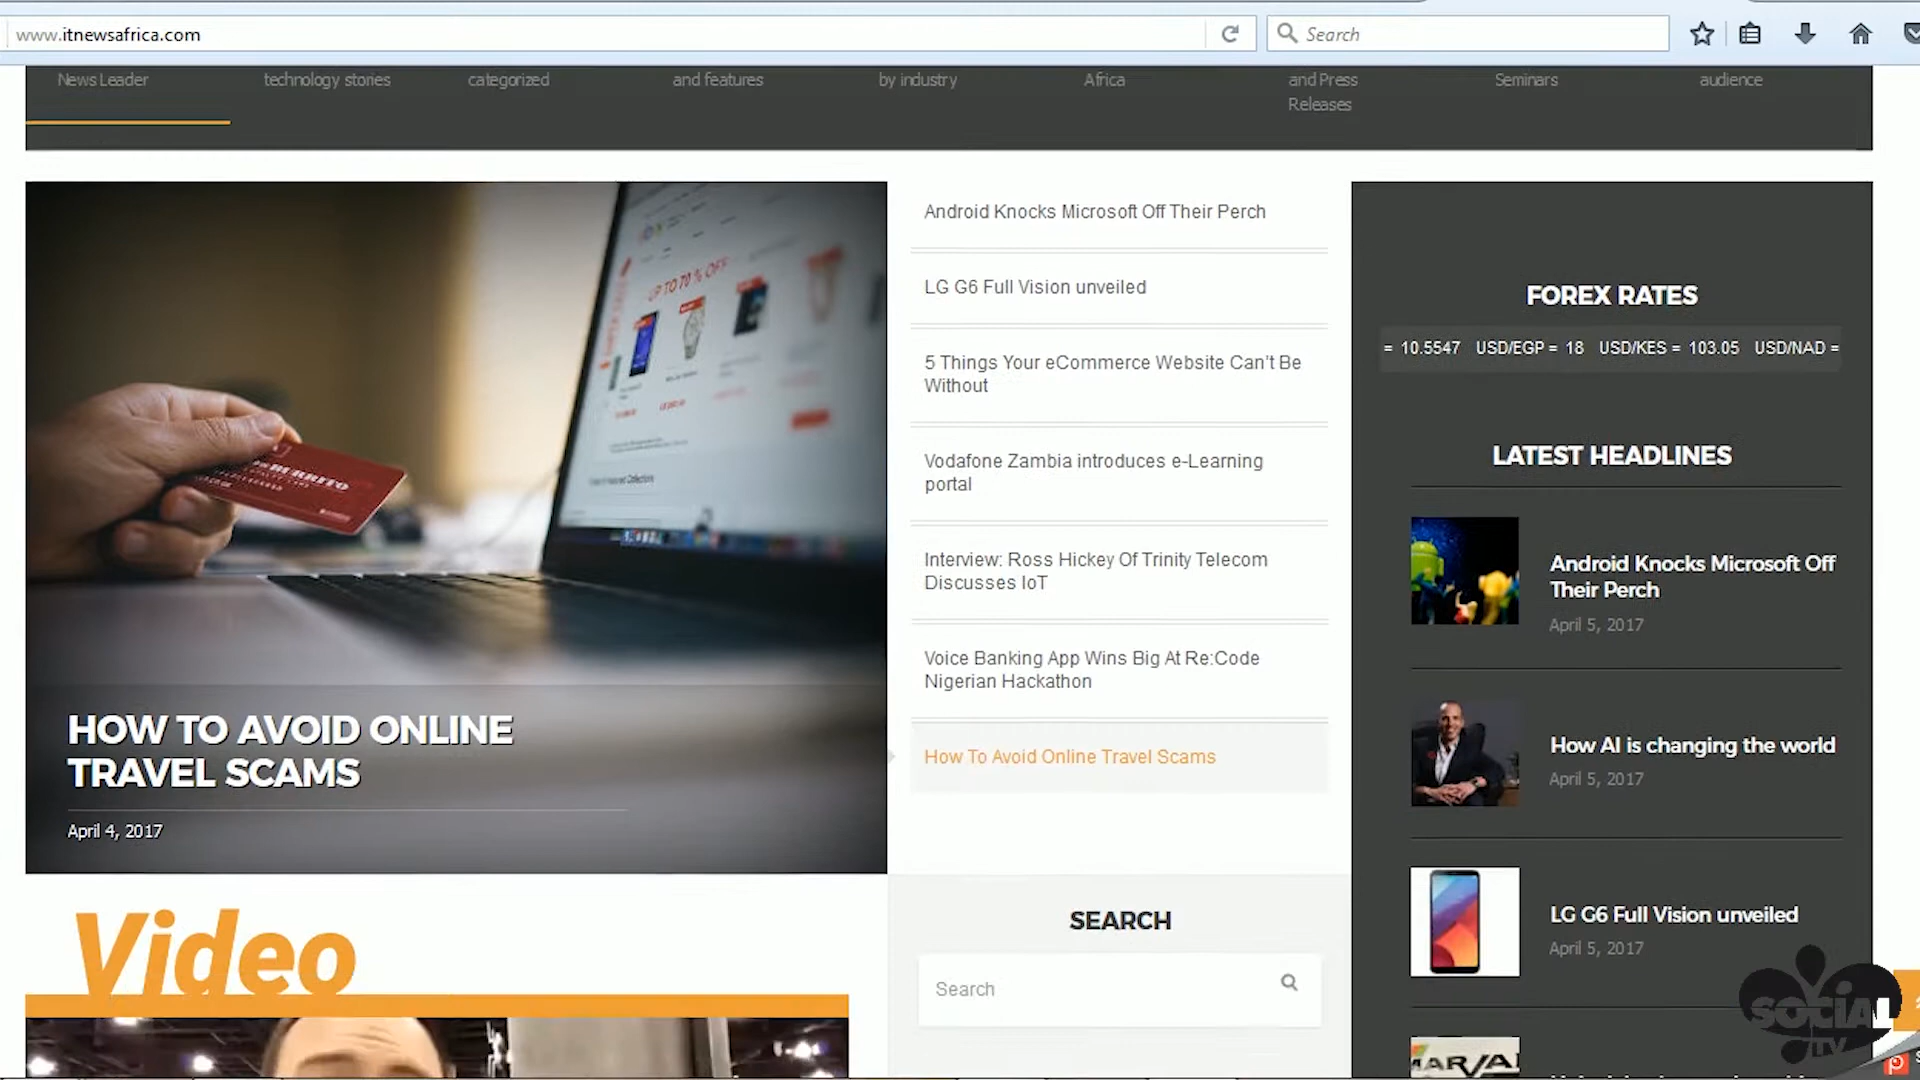 www.itnewsafrica.com
Search
News Leader
technology stories
categorized
and features
by industry
Africa
and Press
Releases
Seminars
audience
UP TO 70 % OFF
HOW TO AVOID ONLINE
TRAVEL SCAMS
April 4, 2017
Video
Android Knocks Microsoft Off Their Perch
LG G6 Full Vision unveiled
5 Things Your eCommerce Website Can’t Be
Without
Vodafone Zambia introduces e-Learning
portal
Interview: Ross Hickey Of Trinity Telecom
Discusses IoT
Voice Banking App Wins Big At Re:Code
Nigerian Hackathon
How To Avoid Online Travel Scams
SEARCH
Search
FOREX RATES
= 10.5547 USD/EGP = 18 USD/KES = 103.05 USD/NAD =
LATEST HEADLINES
Android Knocks Microsoft Off
Their Perch
April 5, 2017
How AI is changing the world
April 5, 2017
LG G6 Full Vision unveiled
April 5, 2017
SOCIAL
TV